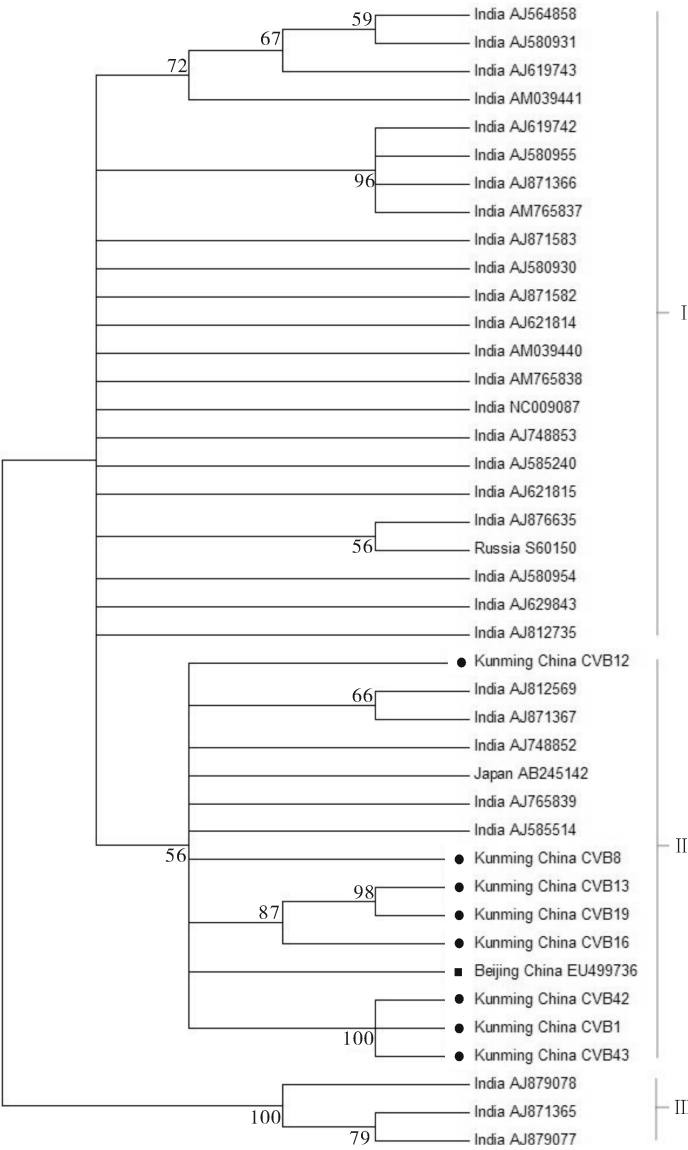 59
India AJ564858
India AJ580931
67
India AJ619743
72
India AM039441
India AJ619742
India AJ580955
96
India AJ871366
India AM765837
India AJ871583
India AJ580930
India AJ871582
I
India AJ621814
India AM039440
India AM765838
India NC009087
India AJ748853
India AJ585240
India AJ621815
India AJ876635
56
Russia S60150
India AJ580954
India AJ629843
India AJ812735
Kunming China CVB12
66
India AJ812569
India AJ871367
India AJ748852
Japan AB245142
India AJ765839
India AJ585514
II
56
Kunming China CVB8
98
Kunming China CVB13
87
Kunming China CVB19
Kunming China CVB16
Beijing China EU499736
Kunming China CVB42
100
Kunming China CVB1
Kunming China CVB43
India AJ879078
100
India AJ871365
III
79
India AJ879077